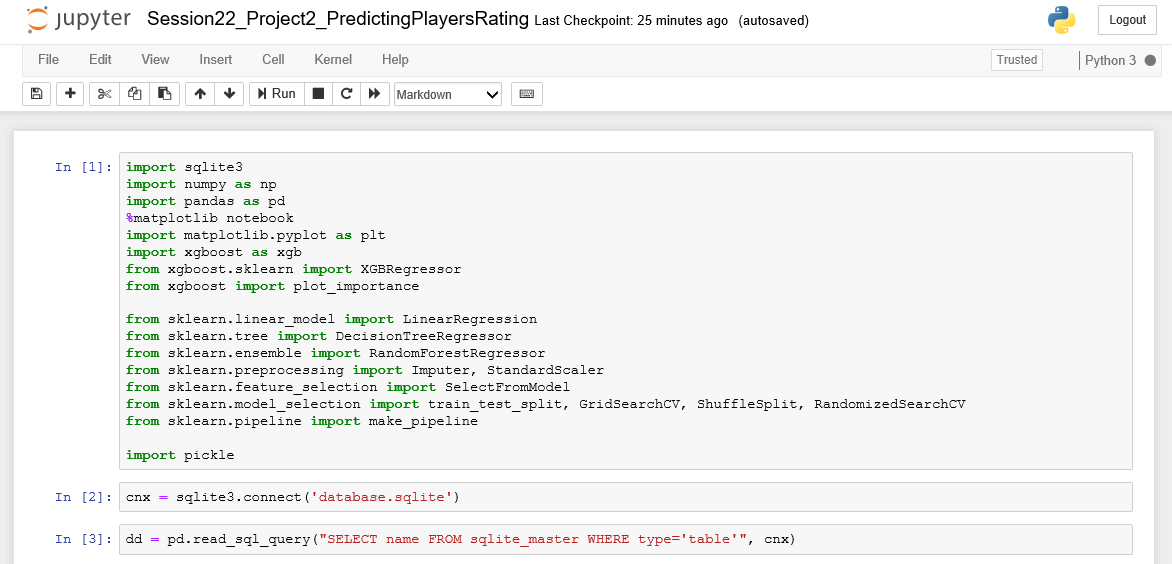 jupyter Session22_Project2_PredictingPlayersRating Last Checkpoint: 25 minutes ago (autosaved) Logout
File Edit View Insert Cell Kernel Help Trusted Python 3
Run Markdown
In [1]: import sqlite3
import numpy as np
import pandas as pd
%matplotlib notebook
import matplotlib.pyplot as plt
import xgboost as xgb
from xgboost.sklearn import XGBRegressor
from xgboost import plot_importance
from sklearn.linear_model import LinearRegression
from sklearn.tree import DecisionTreeRegressor
from sklearn.ensemble import RandomForestRegressor
from sklearn.preprocessing import Imputer, StandardScaler
from sklearn.feature_selection import SelectFromModel
from sklearn.model_selection import train_test_split, GridSearchCV, ShuffleSplit, RandomizedSearchCV
from sklearn.pipeline import make_pipeline
import pickle
In [2]: cnx = sqlite3.connect('database.sqlite')
In [3]: dd = pd.read_sql_query("SELECT name FROM sqlite_master WHERE type='table'", cnx)